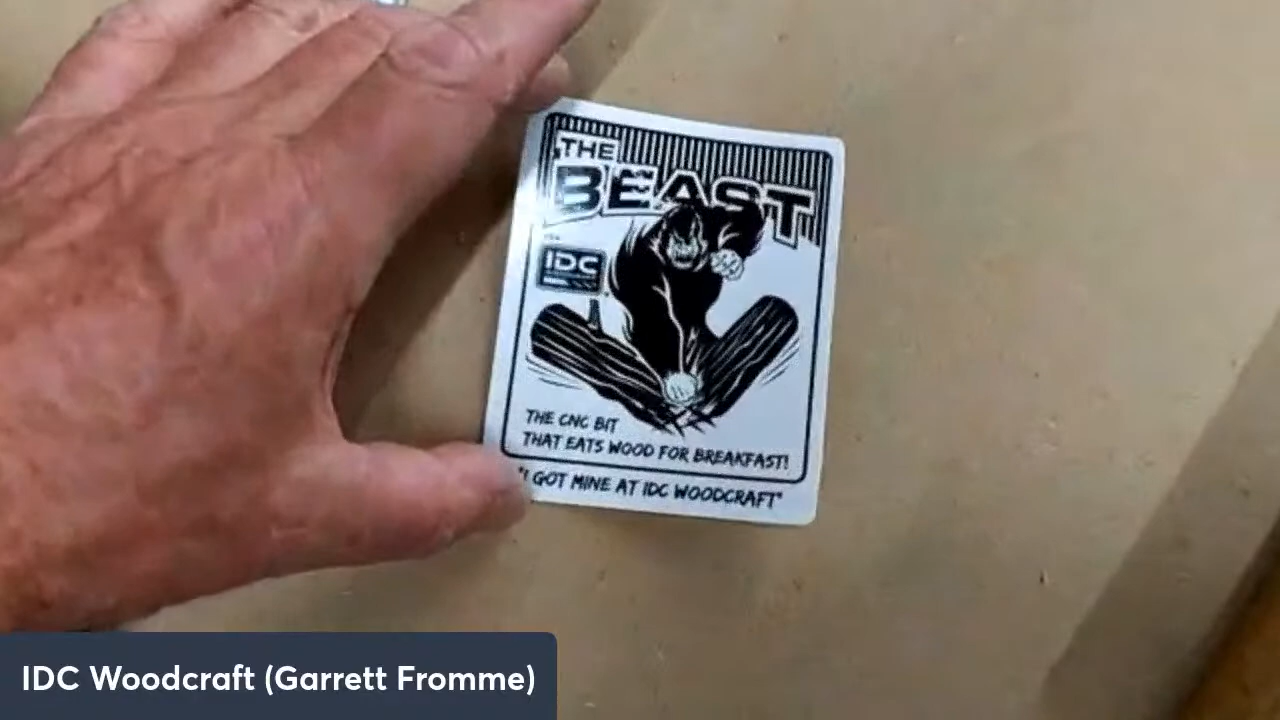 THE
BEAST
IDC
THE CNC BIT
THAT EATS WOOD FOR BREAKFAST!
"I GOT MINE AT IDC WOODCRAFT"
IDC Woodcraft (Garrett Fromme)